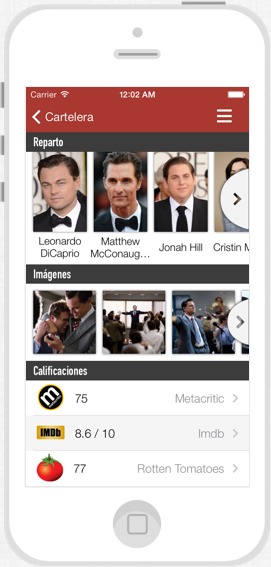 Carrier 12:02 AM
Cartelera
Reparto
Leonardo
DiCaprio
Matthew
McConaug...
Jonah Hill
Cristin M
Imágenes
Calificaciones
75 Metacritic
IMDb 8.6 / 10 Imdb
77 Rotten Tomatoes